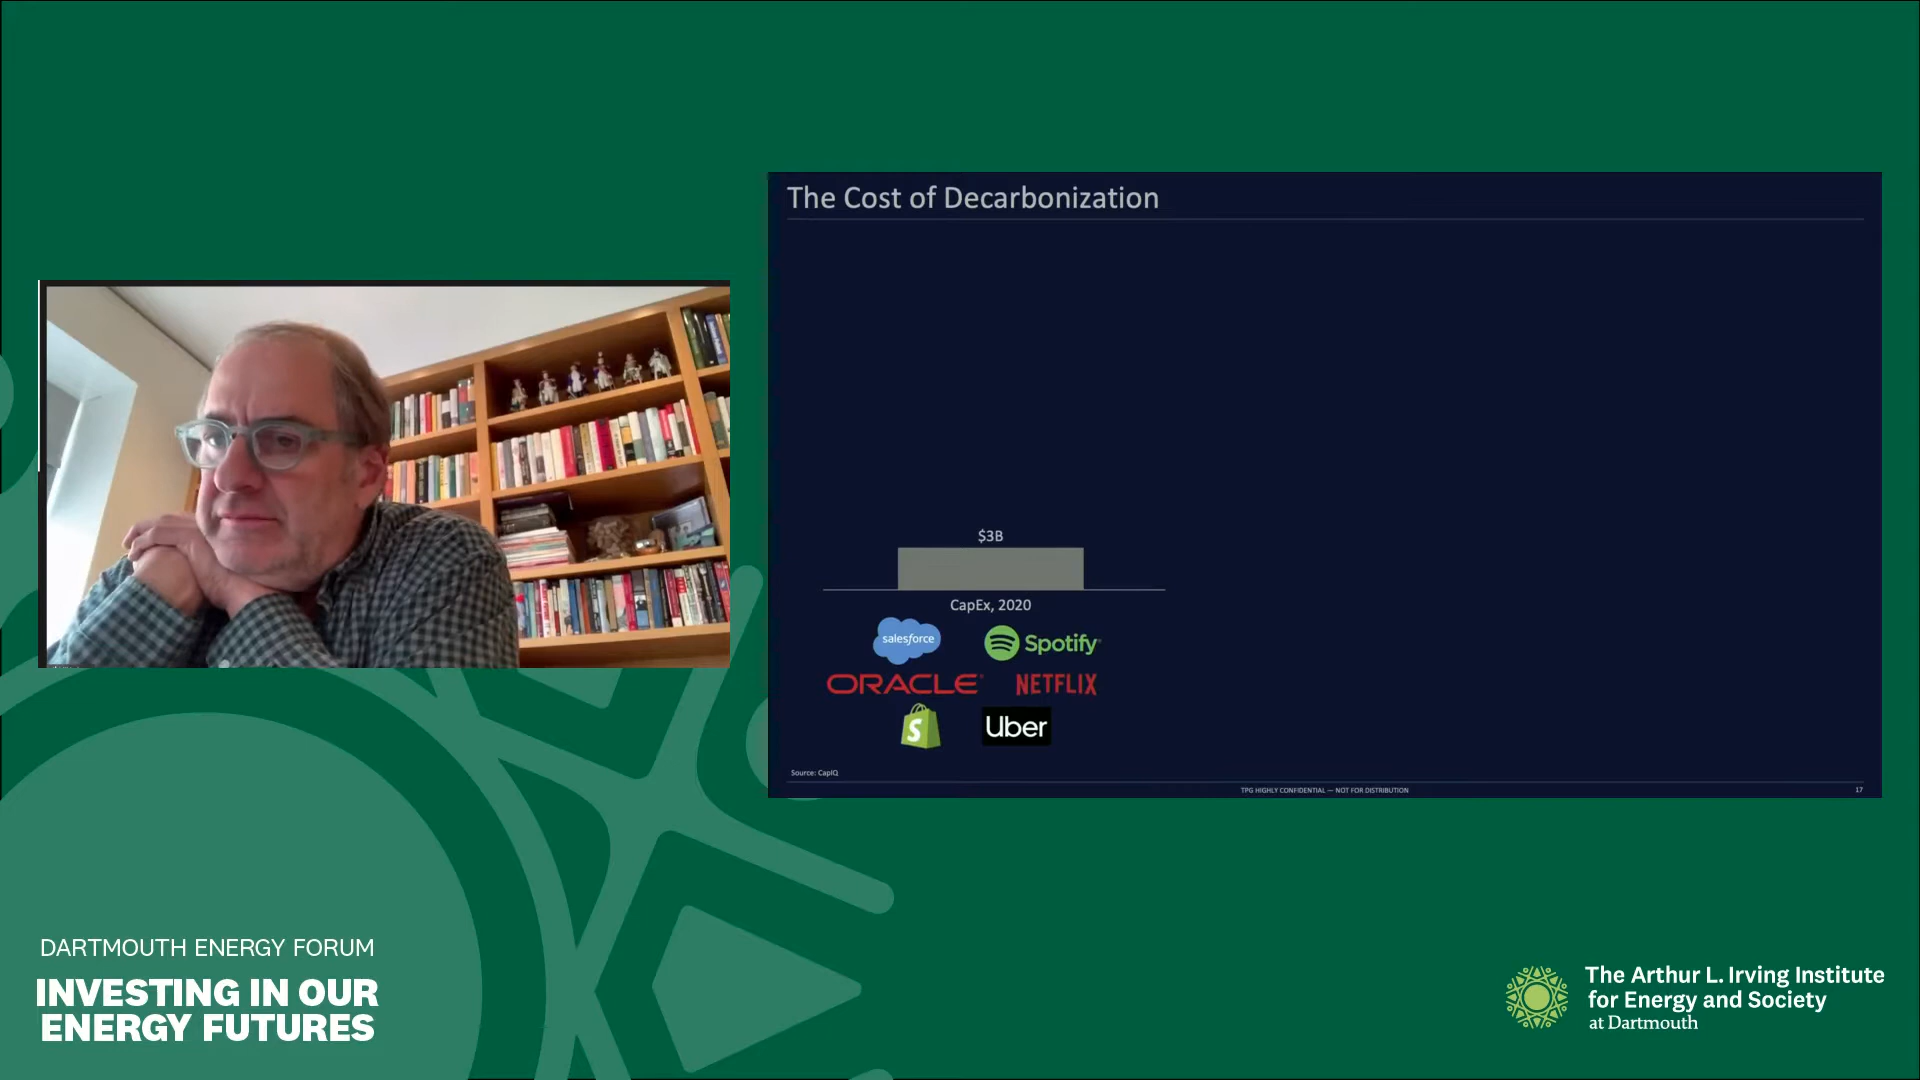 The Cost of Decarbonization
$3B
CapEx, 2020
salesforce
Spotify
ORACLE
NETFLIX
Uber
Source: CapIQ
TPG HIGHLY CONFIDENTIAL — NOT FOR DISTRIBUTION
17
DARTMOUTH ENERGY FORUM
INVESTING IN OUR
ENERGY FUTURES
The Arthur L. Irving Institute
for Energy and Society
at Dartmouth